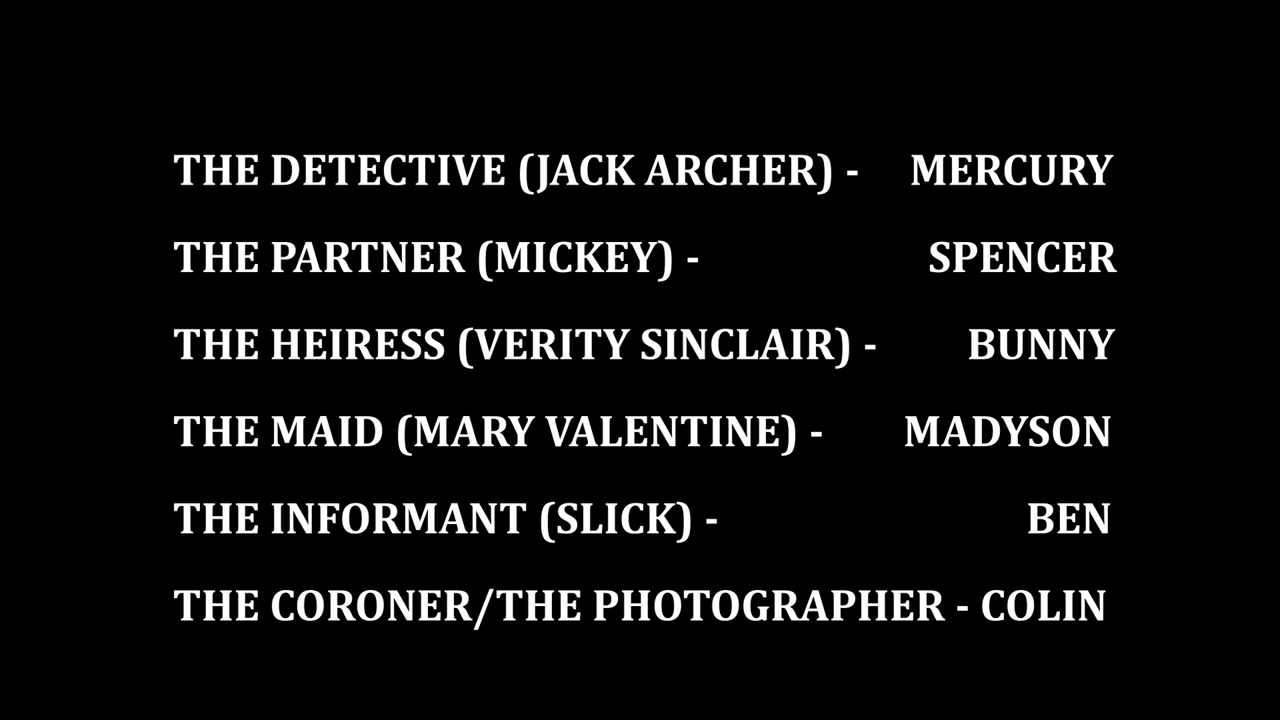 THE DETECTIVE (JACK ARCHER) - MERCURY
THE PARTNER (MICKEY) - SPENCER
THE HEIRESS (VERITY SINCLAIR) - BUNNY
THE MAID (MARY VALENTINE) - MADYSON
THE INFORMANT (SLICK) - BEN
THE CORONER/THE PHOTOGRAPHER - COLIN